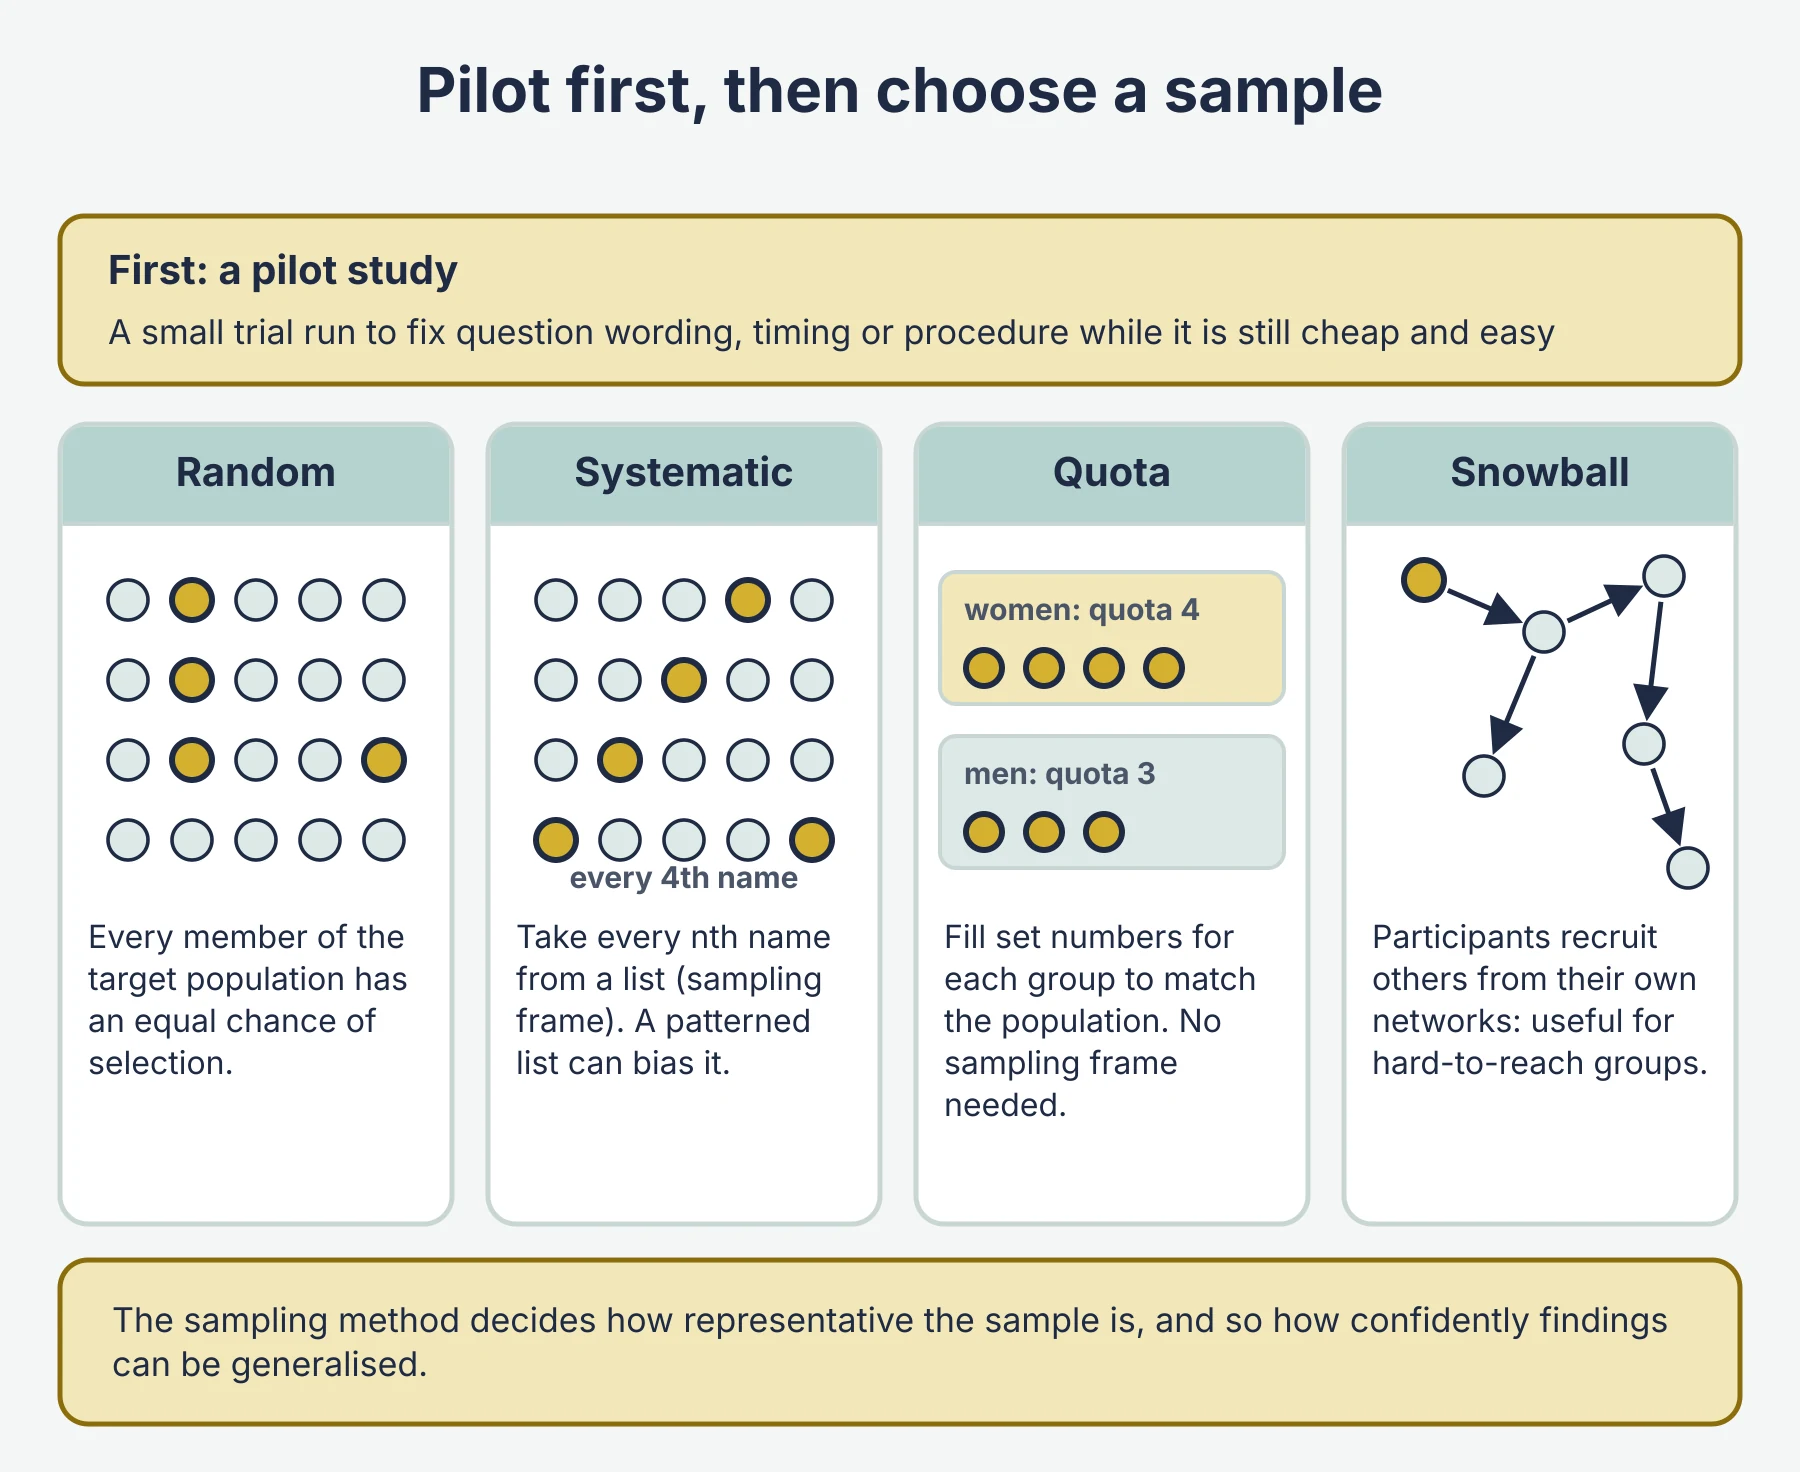 Pilot first, then choose a sample
First: a pilot study
A small trial run to fix question wording, timing or procedure while it is still cheap and easy
Random
Every member of the
target population has
an equal chance of
selection.
Systematic
every 4th name
Take every nth name
from a list (sampling
frame). A patterned
list can bias it.
Quota
women: quota 4
men: quota 3
Fill set numbers for
each group to match
the population. No
sampling frame
needed.
Snowball
Participants recruit
others from their own
networks: useful for
hard-to-reach groups.
The sampling method decides how representative the sample is, and so how confidently findings
can be generalised.